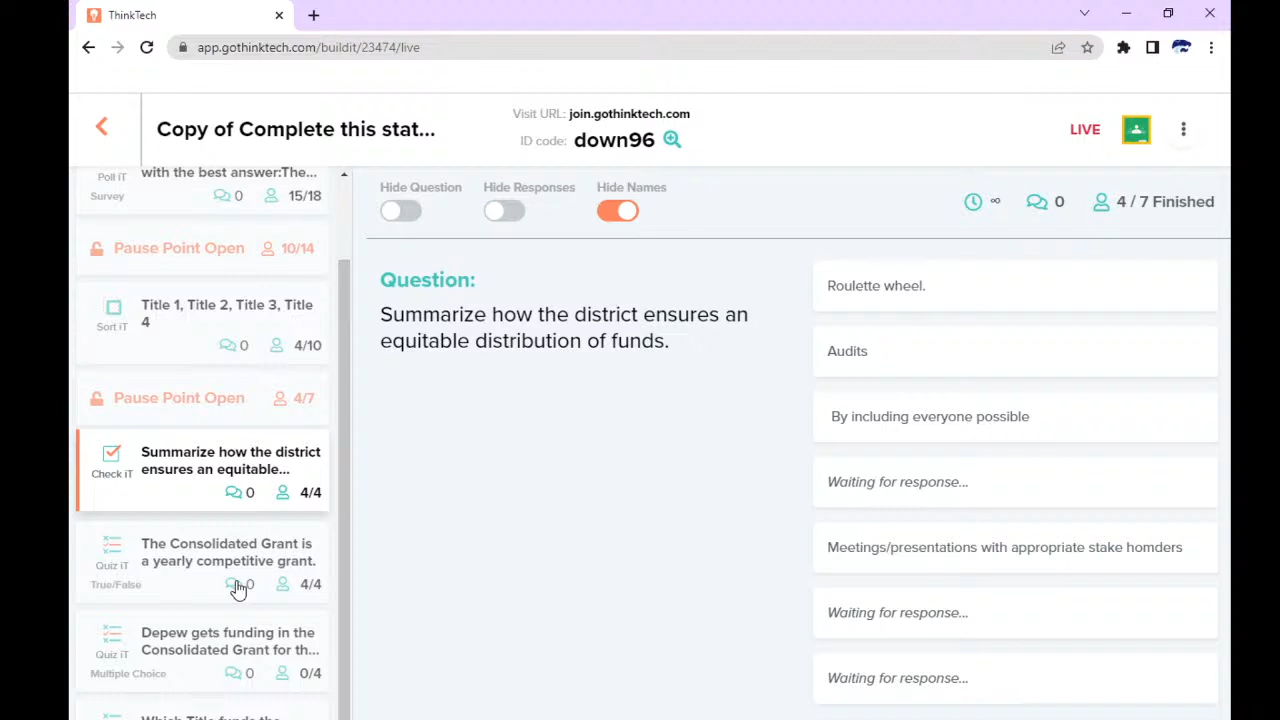 ThinkTech
app.gothinktech.com/buildit/23474/live
Copy of Complete this stat...
Visit URL: join.gothinktech.com
ID code: down96
LIVE
Poll iT
Survey
with the best answer:The...
0 15/18
Pause Point Open 10/14
Sort iT
Title 1, Title 2, Title 3, Title
4
0 4/10
Pause Point Open 4/7
Check iT
Summarize how the district
ensures an equitable...
0 4/4
Quiz iT
True/False
The Consolidated Grant is
a yearly competitive grant.
0 4/4
Quiz iT
Multiple Choice
Depew gets funding in the
Consolidated Grant for th...
0 0/4
Which Title funds the
Hide Question Hide Responses Hide Names
∞ 0 4 / 7 Finished
Question:
Summarize how the district ensures an
equitable distribution of funds.
Roulette wheel.
Audits
By including everyone possible
Waiting for response...
Meetings/presentations with appropriate stake homders
Waiting for response...
Waiting for response...